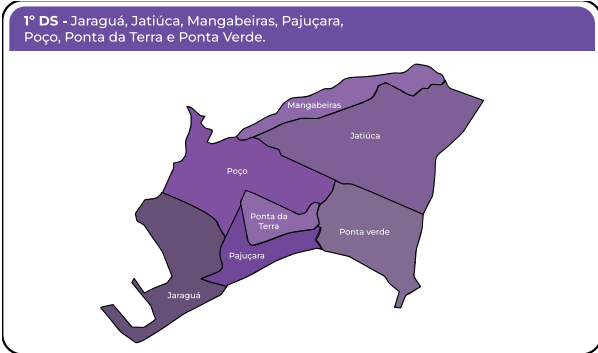 1º DS - Jaraguá, Jatiúca, Mangabeiras, Pajuçara,
Poço, Ponta da Terra e Ponta Verde.
Mangabeiras
Jatiúca
Poço
Ponta da
Terra
Ponta verde
Pajuçara
Jaraguá